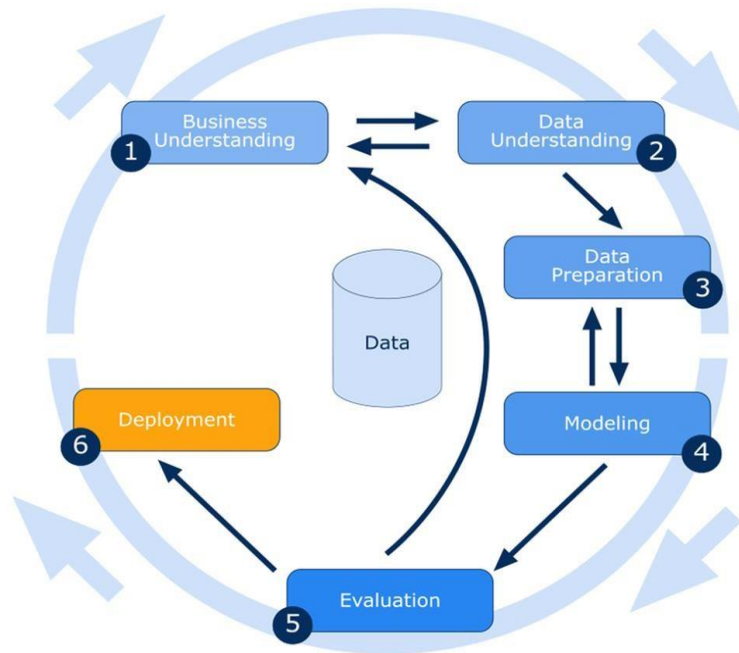 Business
Understanding
1
Data
Understanding
2
Data
Preparation
3
Data
Deployment
6
Modeling
4
Evaluation
5